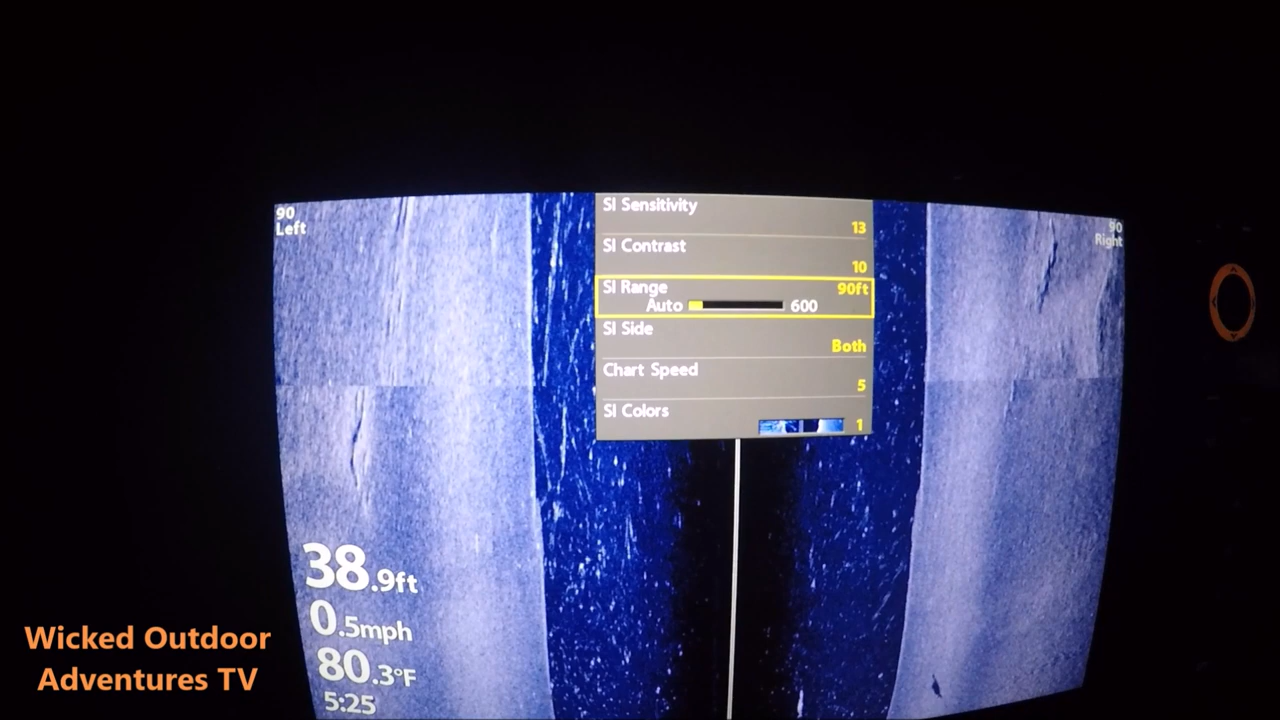 90
Left
SI Sensitivity
13
SI Contrast
10
SI Range 90ft
Auto 600
SI Side
Both
Chart Speed
5
SI Colors
1
90
Right
38.9ft
0.5mph
80.3°F
5:25
Wicked Outdoor
Adventures TV